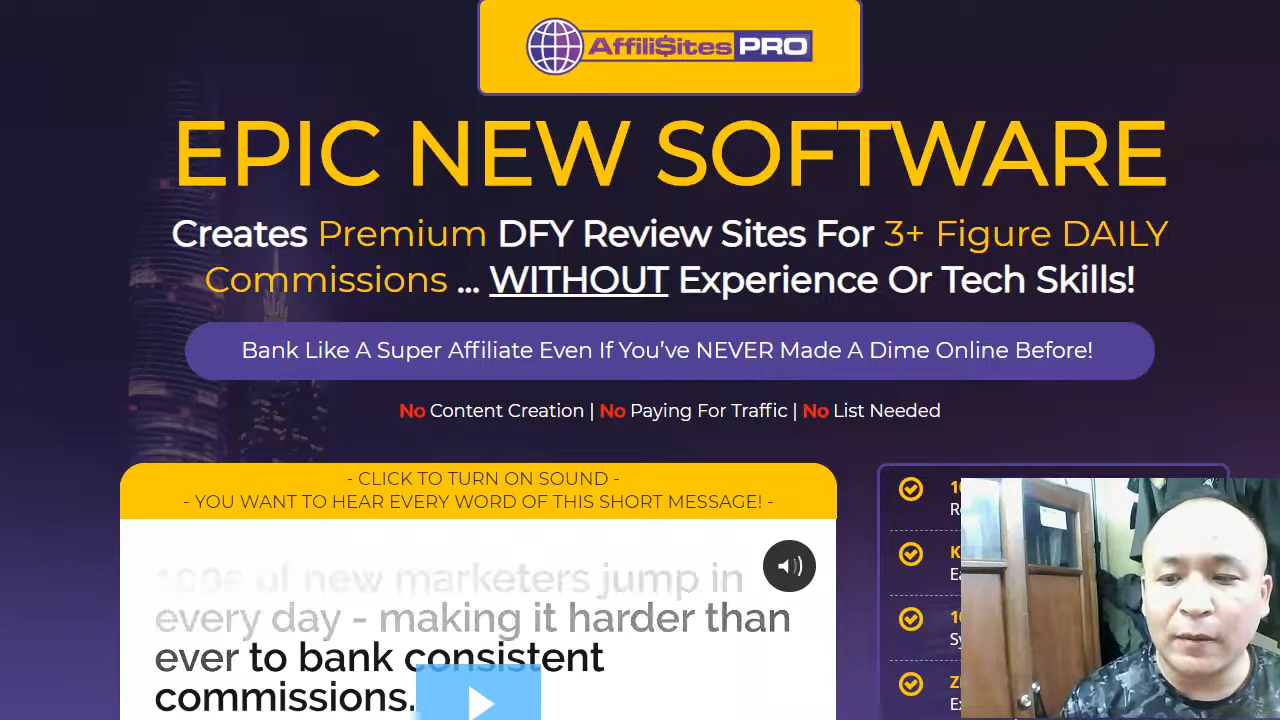 Affili$ites PRO
EPIC NEW SOFTWARE
Creates Premium DFY Review Sites For 3+ Figure DAILY
Commissions ... WITHOUT Experience Or Tech Skills!
Bank Like A Super Affiliate Even If You've NEVER Made A Dime Online Before!
No Content Creation | No Paying For Traffic | No List Needed
- CLICK TO TURN ON SOUND -
- YOU WANT TO HEAR EVERY WORD OF THIS SHORT MESSAGE! -
of new marketers jump in
every day - making it harder than
ever to bank consistent
commissions.